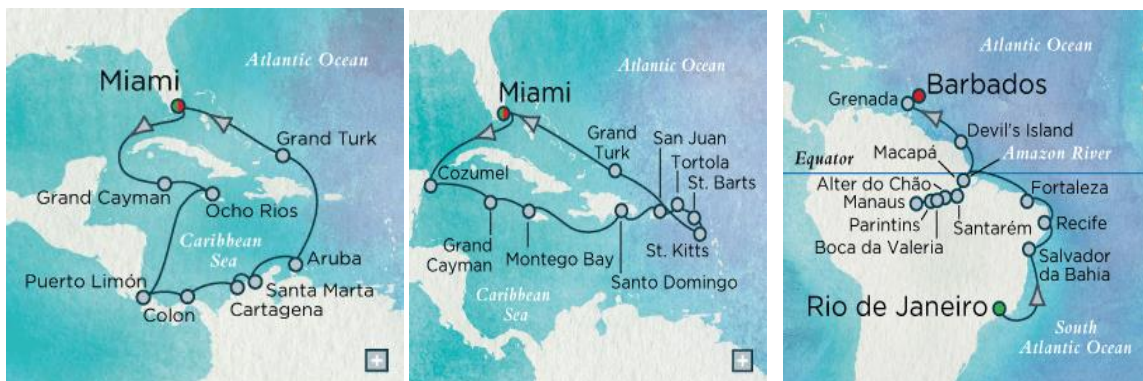 Atlantic Ocean
Miami
Grand Turk
Grand Cayman
Ocho Rios
Caribbean
Sea
Aruba
Puerto Limón
Santa Marta
Cartagena
Colon
Atlantic Ocean
Miami
Grand
Turk
San Juan
Tortola
St. Barts
Cozumel
Grand
Cayman
Montego Bay
St. Kitts
Santo Domingo
Caribbean
Sea
Atlantic Ocean
Barbados
Grenada
Devil's Island
Equator
Macapá
Amazon River
Alter do Chão
Manaus
Parintins
Boca da Valeria
Santarém
Fortaleza
Recife
Salvador
da Bahia
Rio de Janeiro
South
Atlantic Ocean